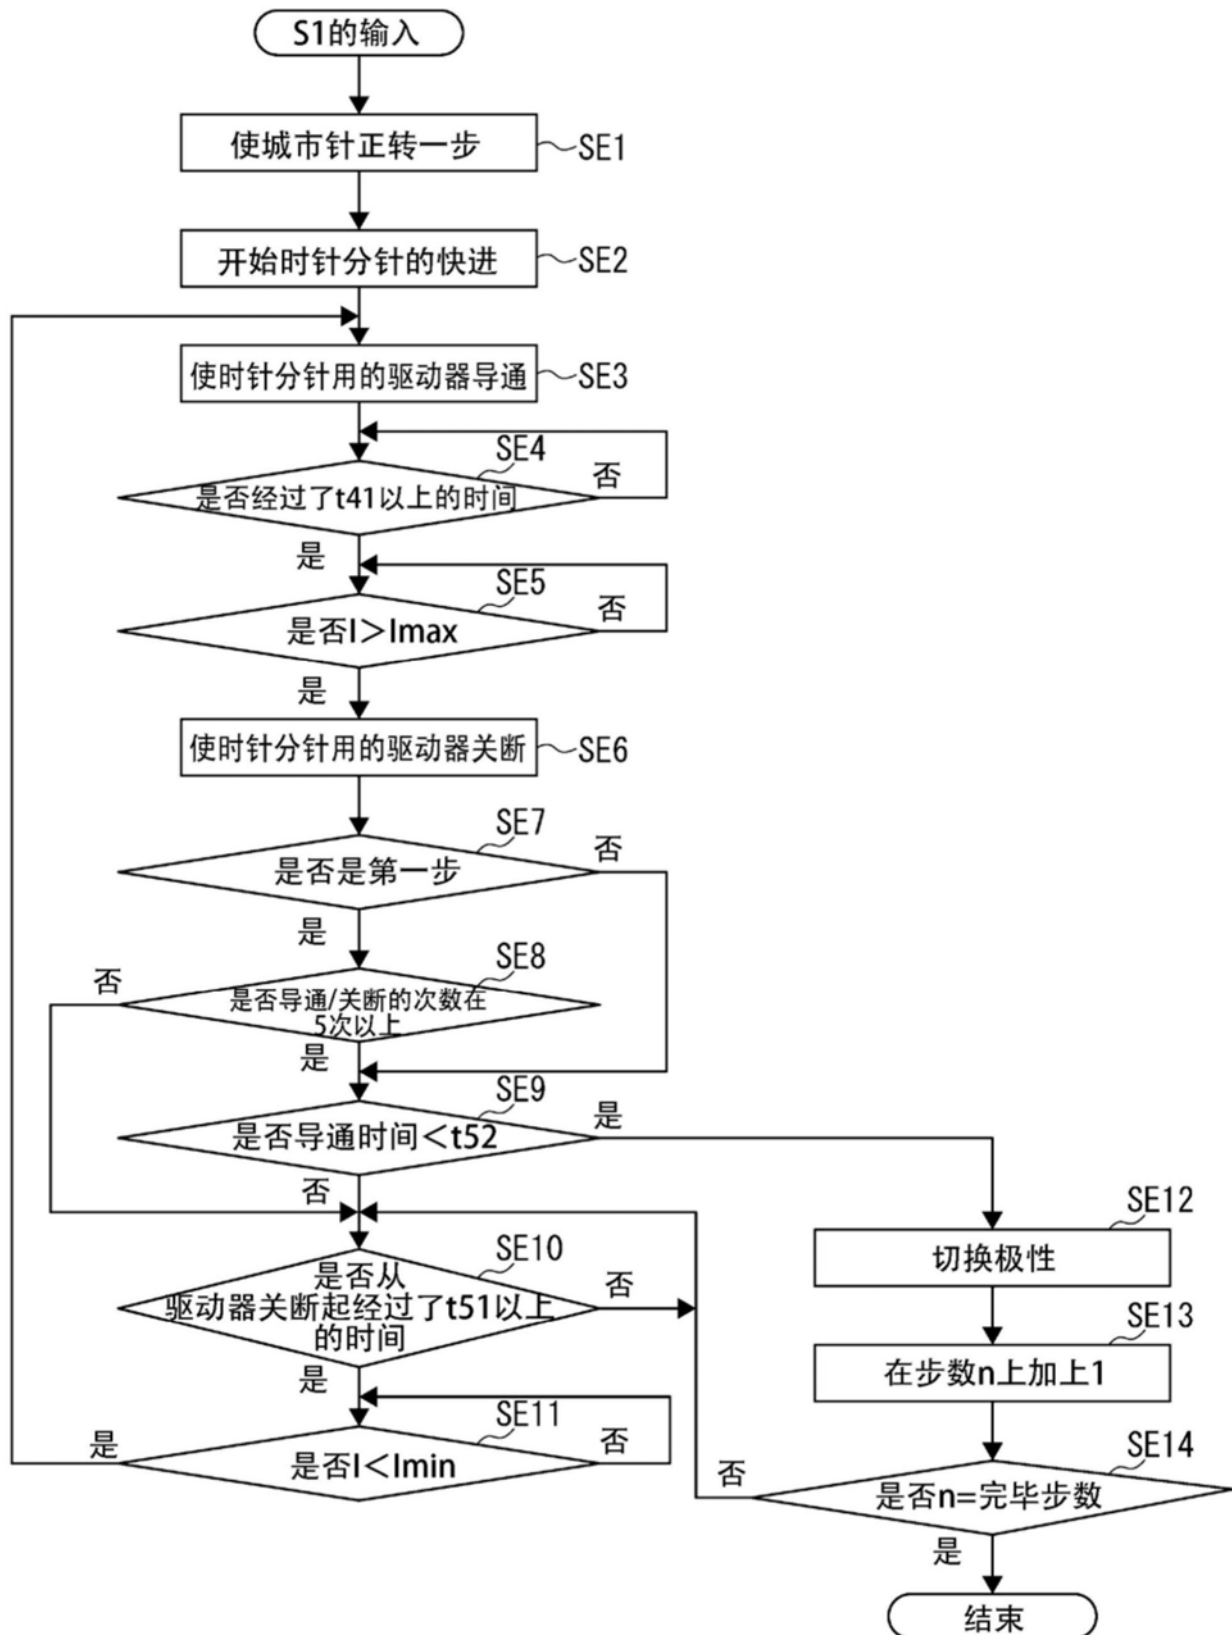 S1的输入
使城市针正转一步
SE1
开始时针分针的快进
SE2
使时针分针用的驱动器导通
SE3
SE4
否
是否经过了t41以上的时间
是
SE5
否
是否I＞Imax
是
使时针分针用的驱动器关断
SE6
SE7
否
是否是第一步
是
SE8
否
是否导通/关断的次数在
5次以上
是
SE9
是
是否导通时间＜t52
否
SE12
切换极性
SE10
是否从
否
驱动器关断起经过了t51以上
的时间
是
SE13
在步数n上加上1
SE11
是
否
是否I＜Imin
SE14
否
是否n=完毕步数
是
结束